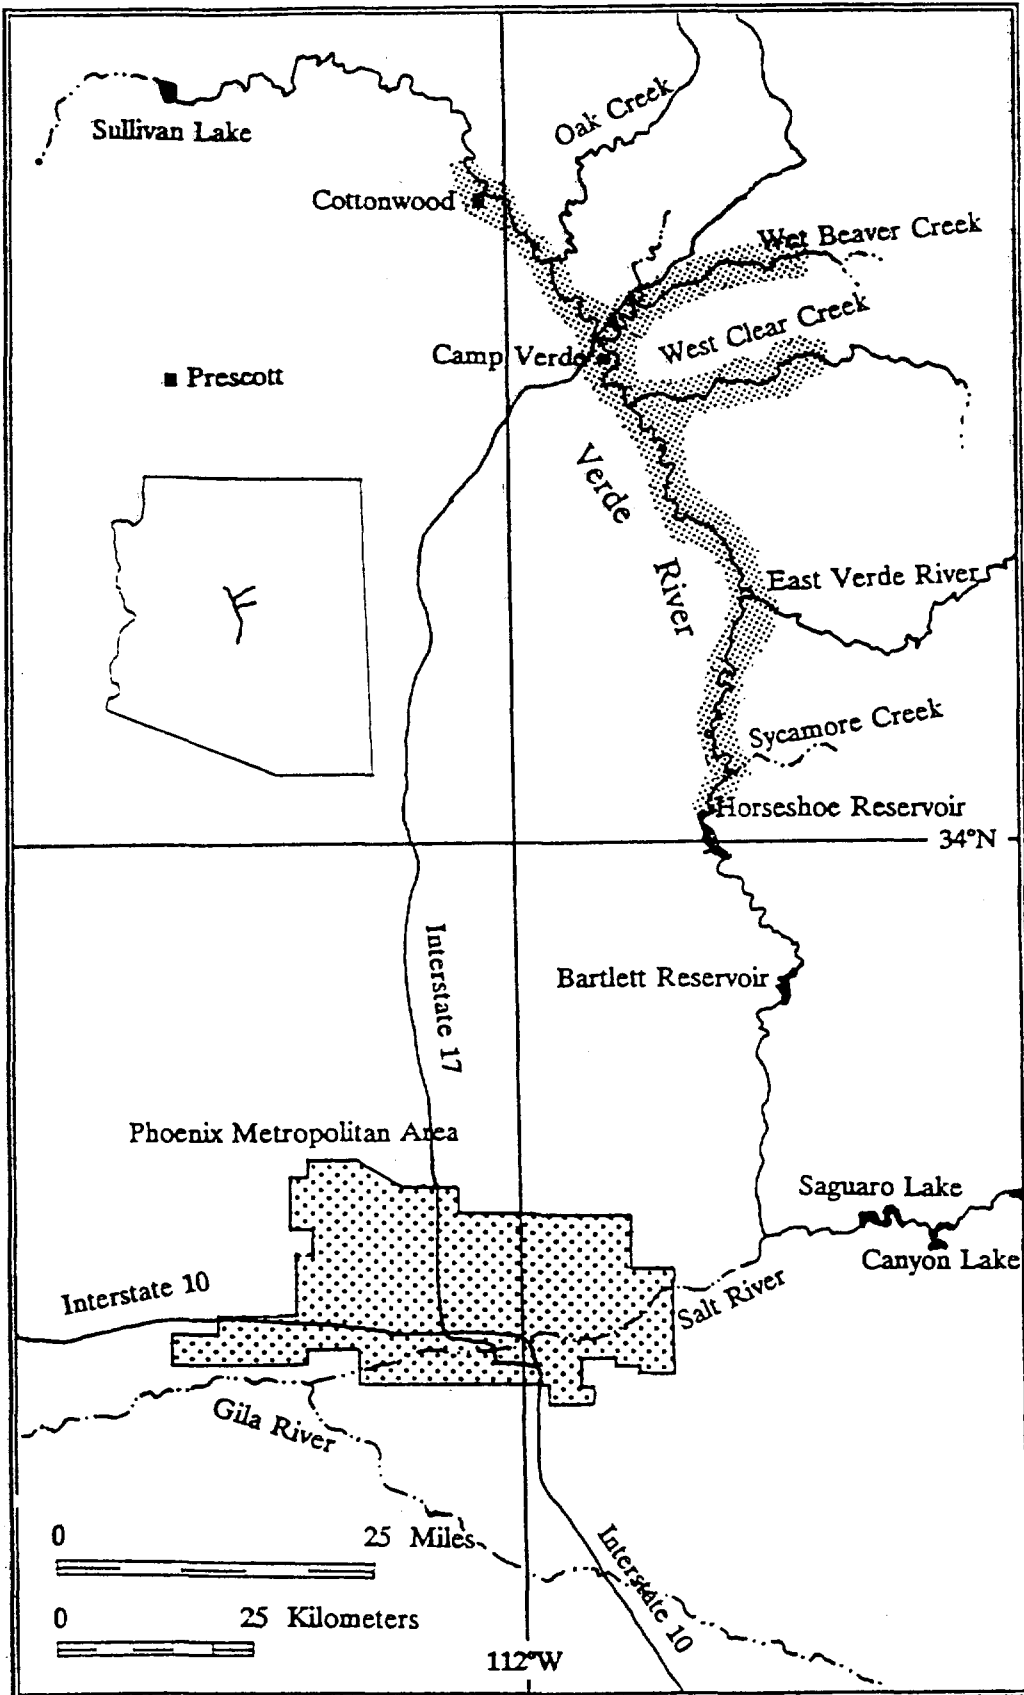 Oak Creek
Sullivan Lake
Cottonwood
Wet Beaver Creek
West Clear Creek
Camp Verde
Prescott
Verde
River
East Verde River
Sycamore Creek
Horseshoe Reservoir
34°N
Interstate 17
Bartlett Reservoir
Phoenix Metropolitan Area
Saguaro Lake
Canyon Lake
Interstate 10
Salt River
Gila River
0 25 Miles
Interstate 10
0 25 Kilometers
112°W